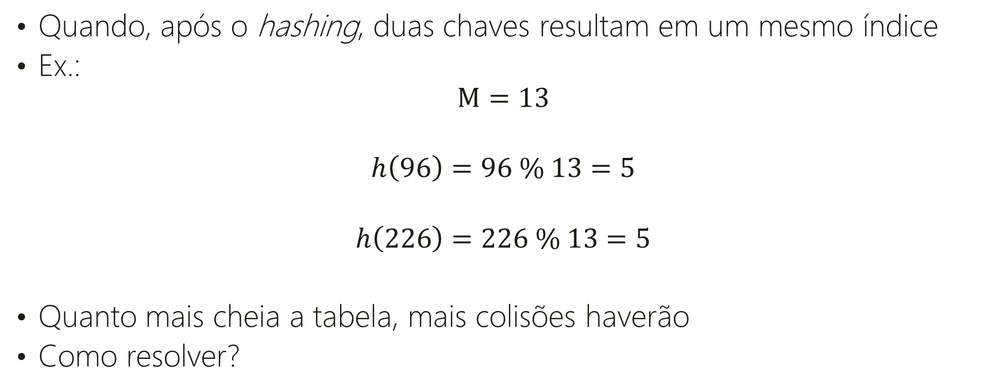 • Quando, após o hashing, duas chaves resultam em um mesmo índice
• Ex.:
M = 13
h(96) = 96 % 13 = 5
h(226) = 226 % 13 = 5
• Quanto mais cheia a tabela, mais colisões haverão
• Como resolver?